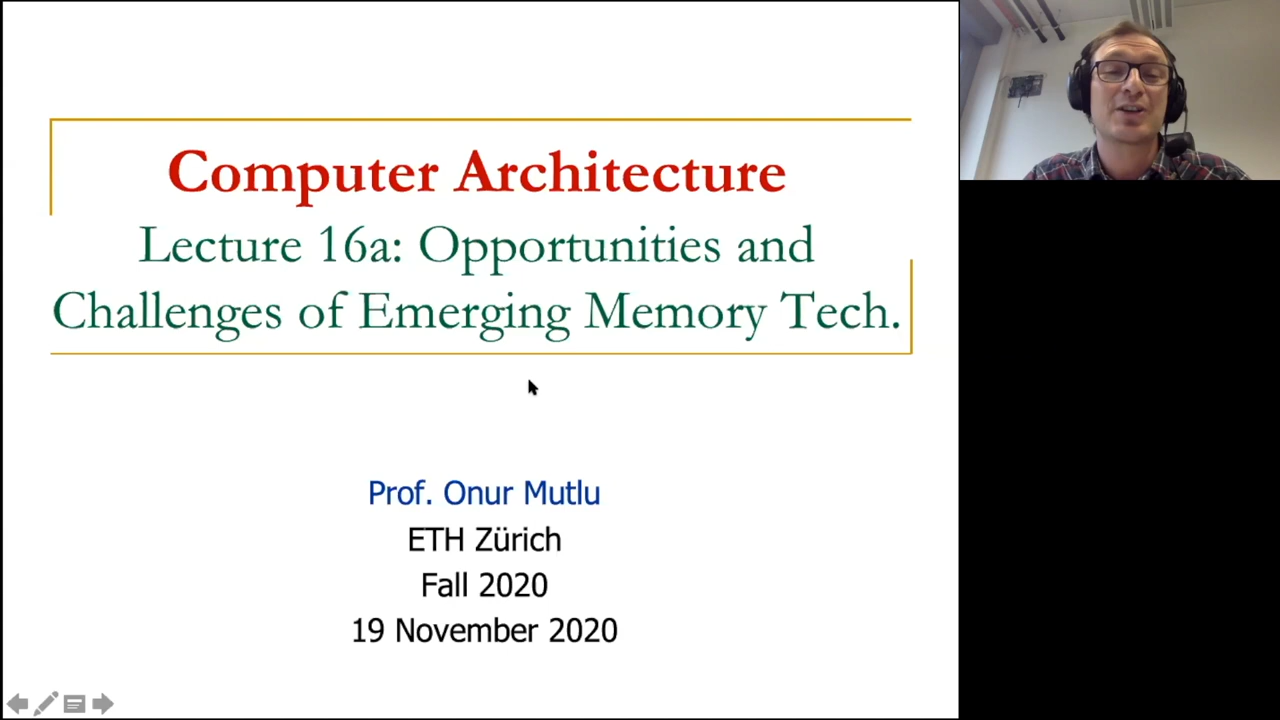 Computer Architecture
Lecture 16a: Opportunities and
Challenges of Emerging Memory Tech.
Prof. Onur Mutlu
ETH Zürich
Fall 2020
19 November 2020